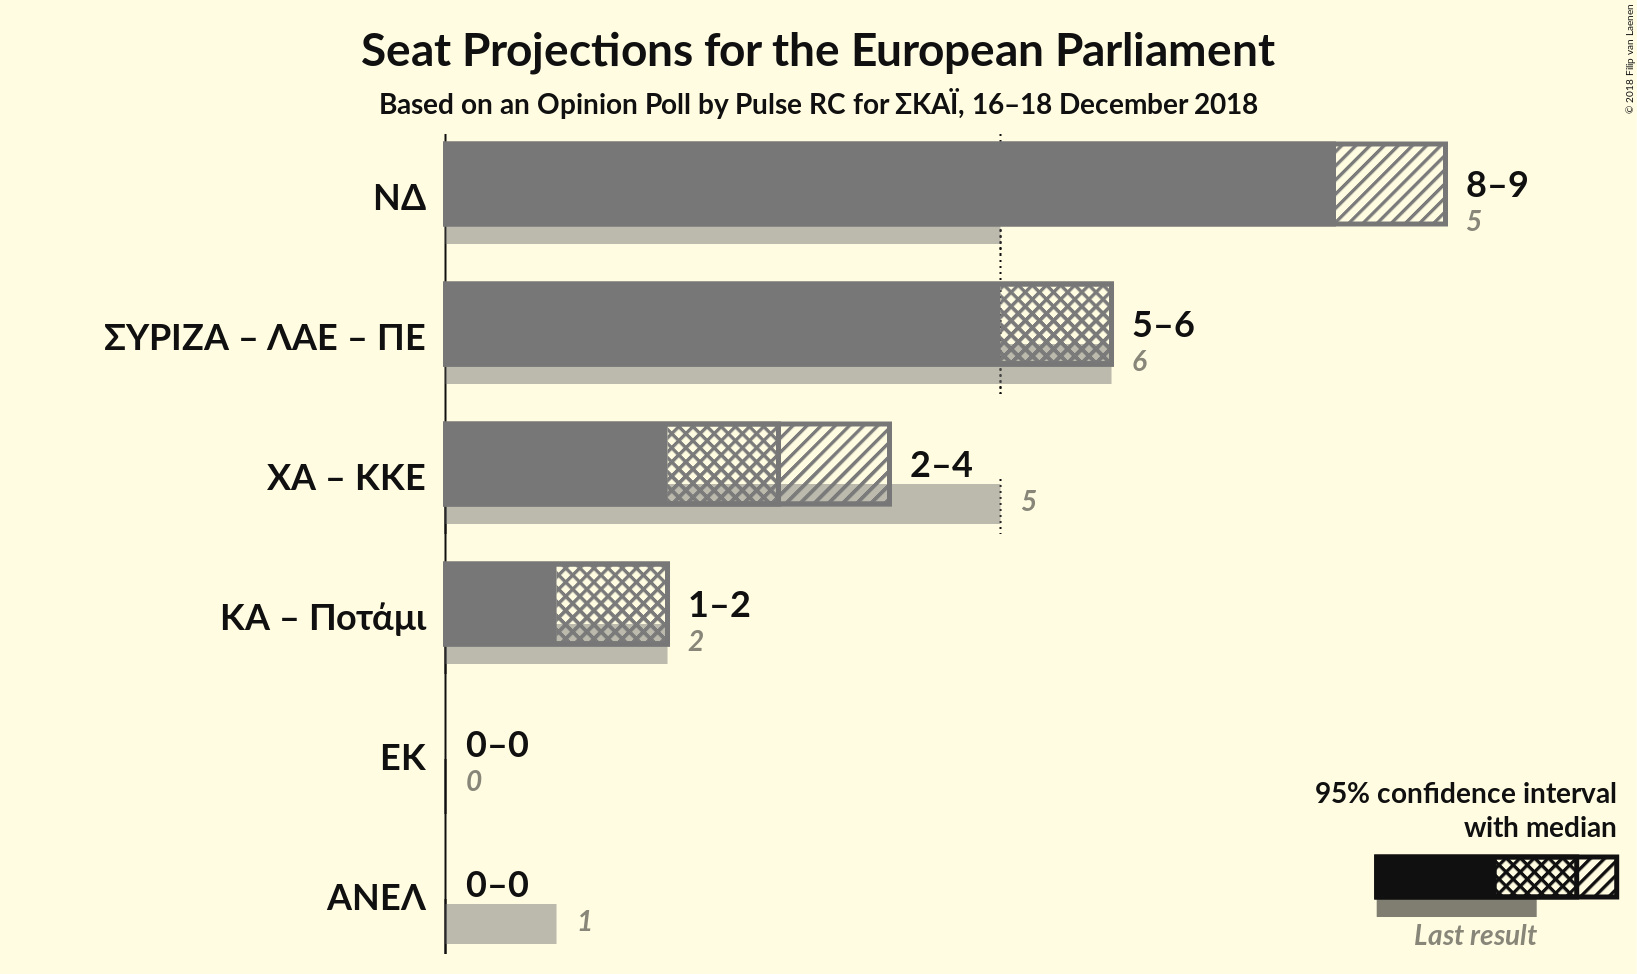 Seat Projections for the European Parliament
Based on an Opinion Poll by Pulse RC for ΣΚΑΪ, 16–18 December 2018
© 2018 Filip van Laenen
ΝΔ
8–9
5
ΣΥΡΙΖΑ – ΛΑΕ – ΠΕ
5–6
6
ΧΑ – ΚΚΕ
2–4
5
ΚΑ – Ποτάμι
1–2
2
ΕΚ
0–0
0
ΑΝΕΛ
0–0
1
95% confidence interval
with median
Last result